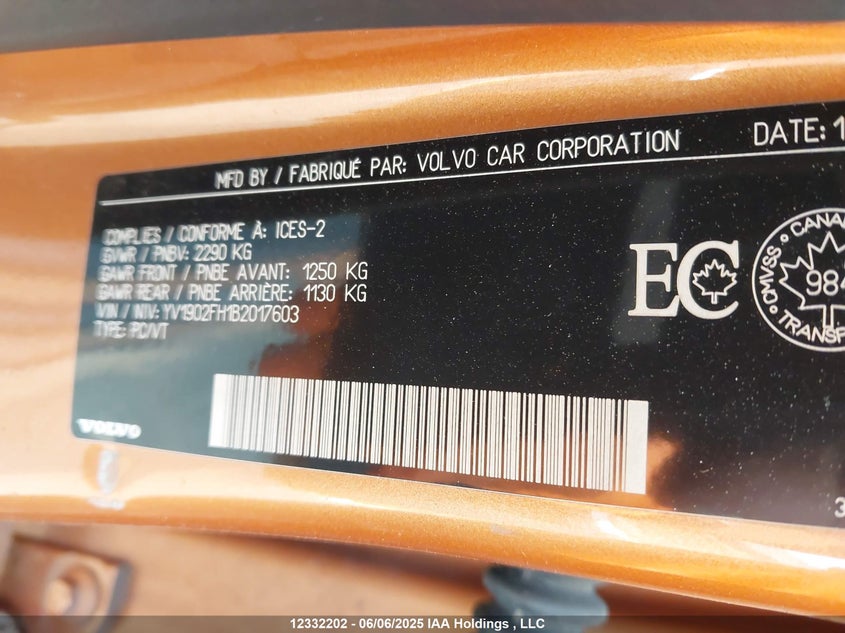 MFD BY / FABRIQUÉ PAR: VOLVO CAR CORPORATION
DATE: 1
COMPLIES / CONFORME À: ICES-2
GVWR / PNBV: 2290 KG
GAWR FRONT / PNBE AVANT: 1250 KG
GAWR REAR / PNBE ARRIÈRE: 1130 KG
VIN / NIV: YV1902FH1B2017603
TYPE: PC/VT
EC
CMVSS • CANA
984
TRANSP
VOLVO
3
12332202 - 06/06/2025 IAA Holdings , LLC